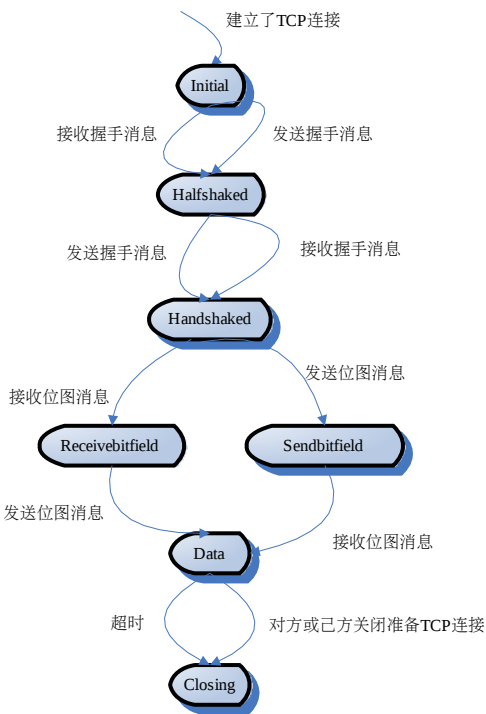 建立了TCP连接
Initial
接收握手消息
发送握手消息
Halfshaked
发送握手消息
接收握手消息
Handshaked
发送位图消息
接收位图消息
Receivebitfield
Sendbitfield
发送位图消息
接收位图消息
Data
超时
对方或己方关闭准备TCP连接
Closing